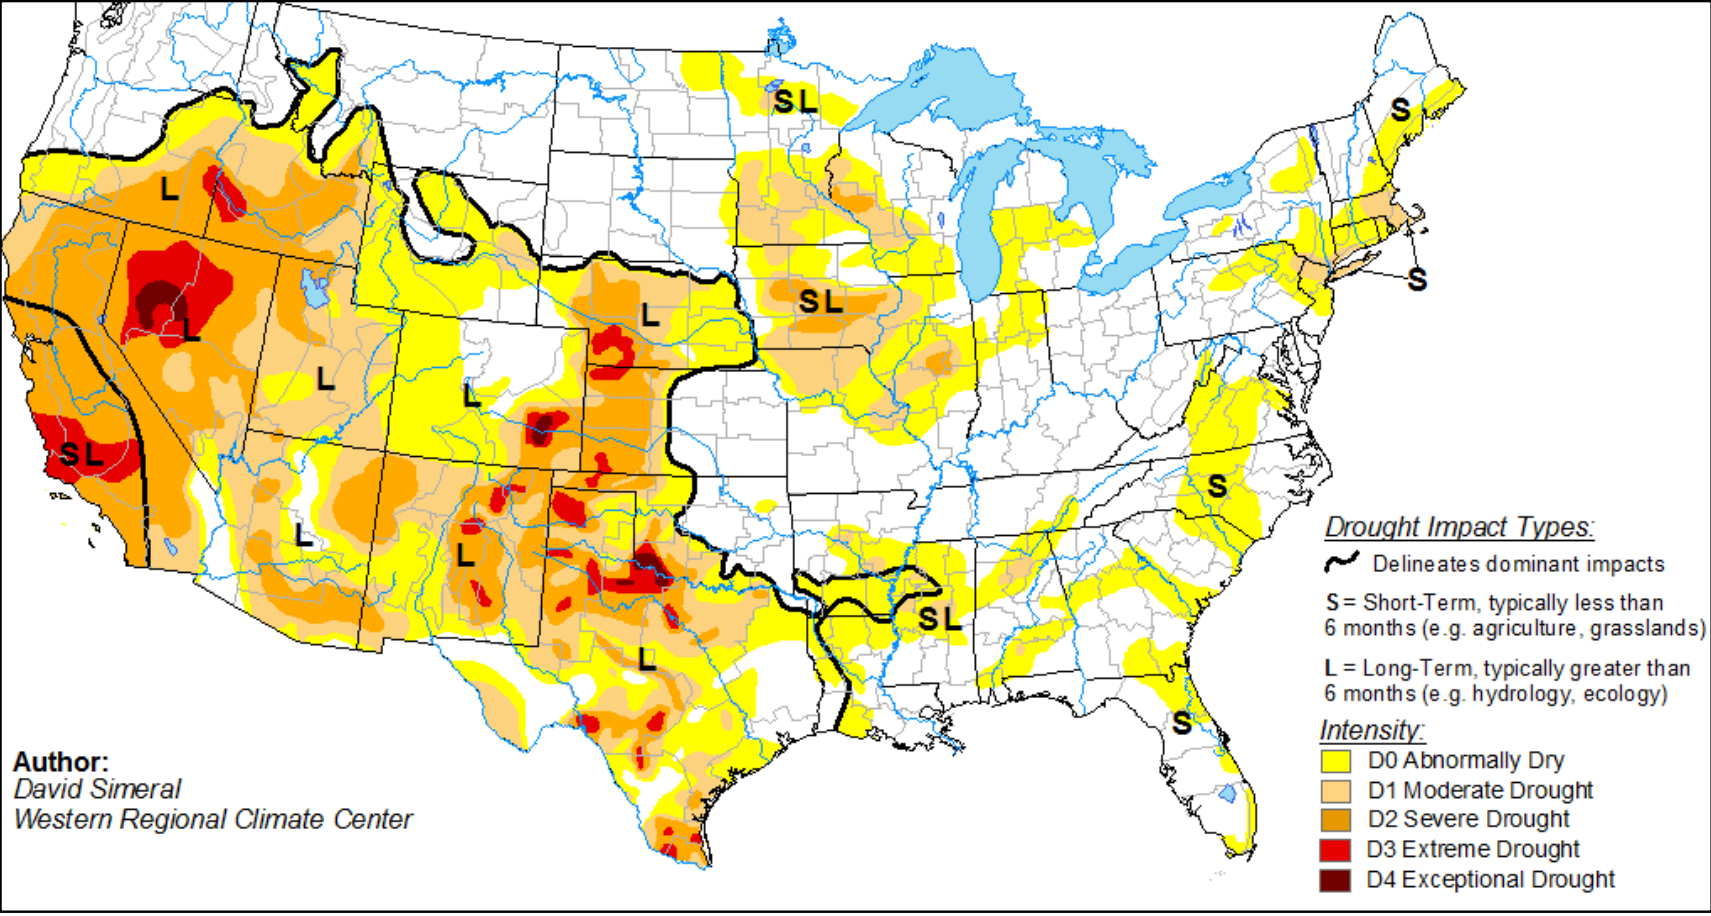 SL
S
L
S
SL
L
L
L
L
SL
S
L
L
SL
L
S
Drought Impact Types:
Delineates dominant impacts
S = Short-Term, typically less than
6 months (e.g. agriculture, grasslands)
L = Long-Term, typically greater than
6 months (e.g. hydrology, ecology)
Intensity:
D0 Abnormally Dry
D1 Moderate Drought
D2 Severe Drought
D3 Extreme Drought
D4 Exceptional Drought
Author:
David Simeral
Western Regional Climate Center